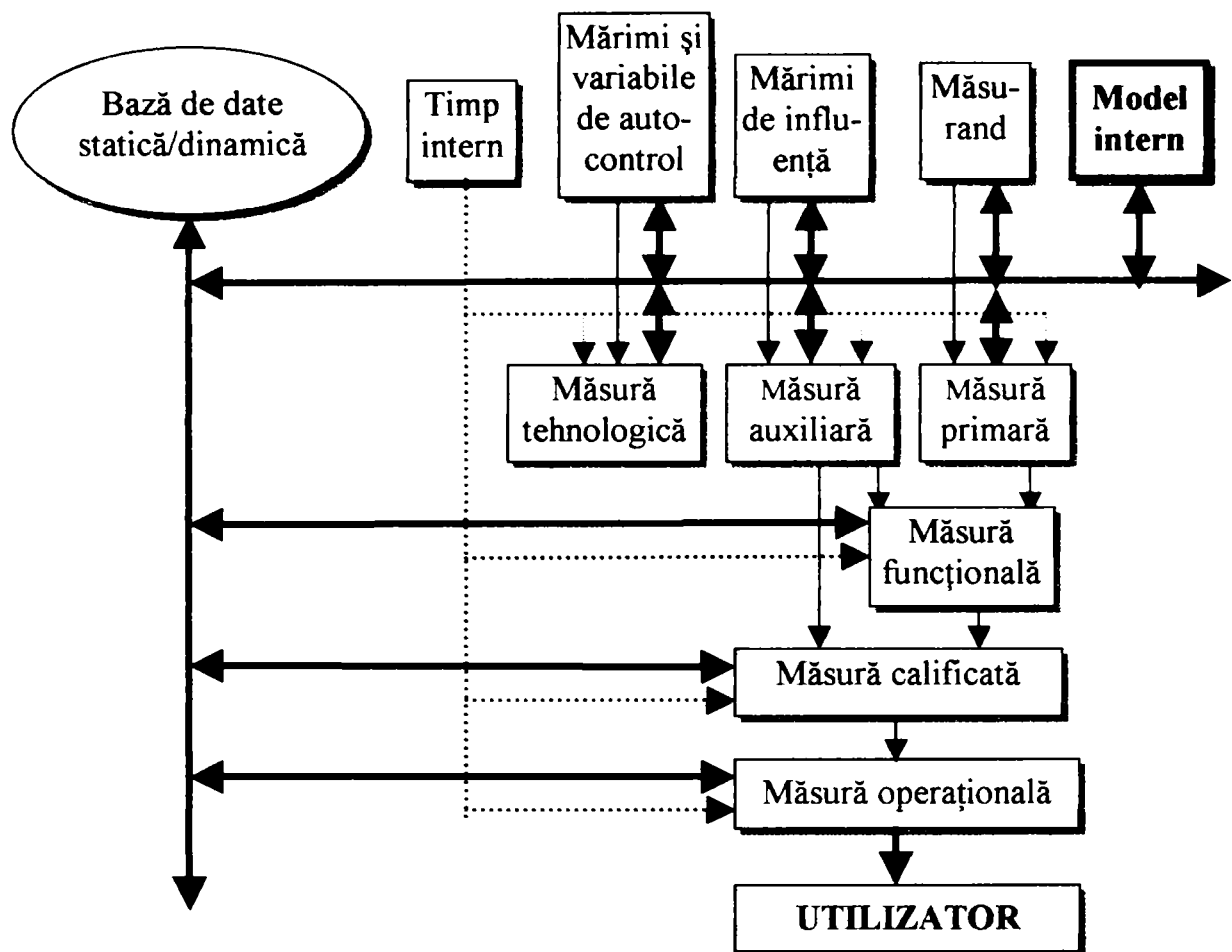 Bază de date
statică/dinamică
Timp
intern
Mărimi și
variabile
de auto-
control
Mărimi
de influ-
ență
Măsu-
rand
Model
intern
Măsură
tehnologică
Măsură
auxiliară
Măsură
primară
Măsură
funcțională
Măsură calificată
Măsură operațională
UTILIZATOR